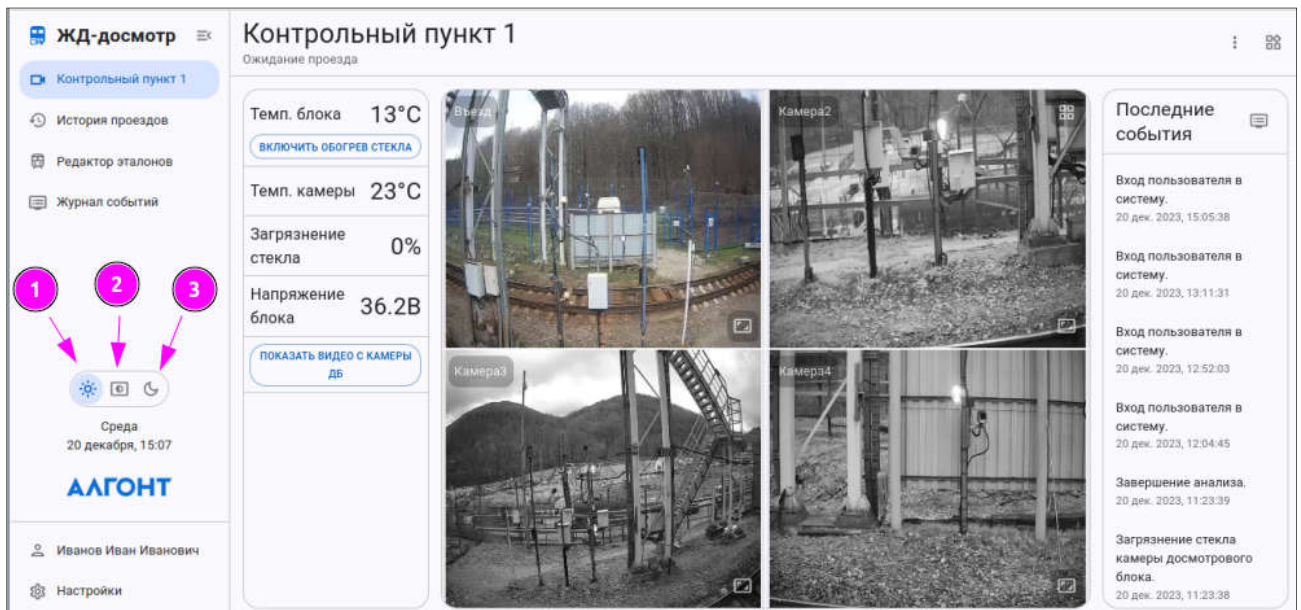 ЖД-досмотр
Контрольный пункт 1
История проездов
Редактор эталонов
Журнал событий
1
2
3
Среда
20 декабря, 15:07
АЛГОНТ
Иванов Иван Иванович
Настройки
Контрольный пункт 1
Ожидание проезда
Темп. блока 13°C
ВКЛЮЧИТЬ ОБОГРЕВ СТЕКЛА
Темп. камеры 23°C
Загрязнение
стекла 0%
Напряжение
блока 36.2В
ПОКАЗАТЬ ВИДЕО С КАМЕРЫ
ДБ
Въезд
Камера2
Камера3
Камера4
Последние
события
Вход пользователя в
систему.
20 дек. 2023, 15:05:38
Вход пользователя в
систему.
20 дек. 2023, 13:11:31
Вход пользователя в
систему.
20 дек. 2023, 12:52:03
Вход пользователя в
систему.
20 дек. 2023, 12:04:45
Завершение анализа.
20 дек. 2023, 11:23:39
Загрязнение стекла
камеры досмотрового
блока.
20 дек. 2023, 11:23:38